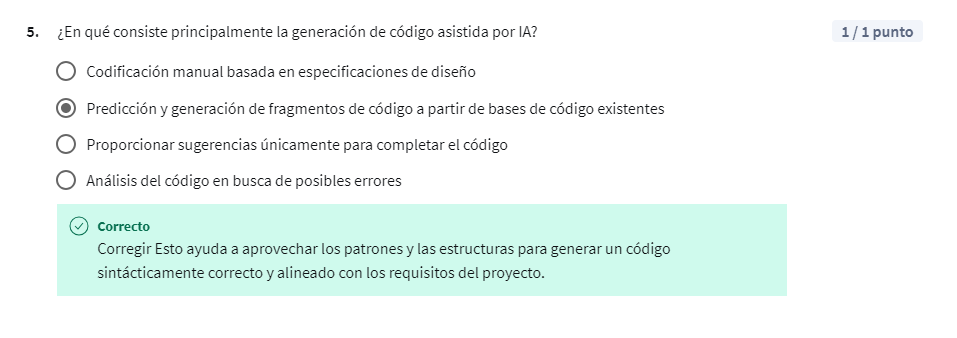 5. ¿En qué consiste principalmente la generación de código asistida por IA? 1 / 1 punto
Codificación manual basada en especificaciones de diseño
Predicción y generación de fragmentos de código a partir de bases de código existentes
Proporcionar sugerencias únicamente para completar el código
Análisis del código en busca de posibles errores
Correcto
Corregir Esto ayuda a aprovechar los patrones y las estructuras para generar un código
sintácticamente correcto y alineado con los requisitos del proyecto.